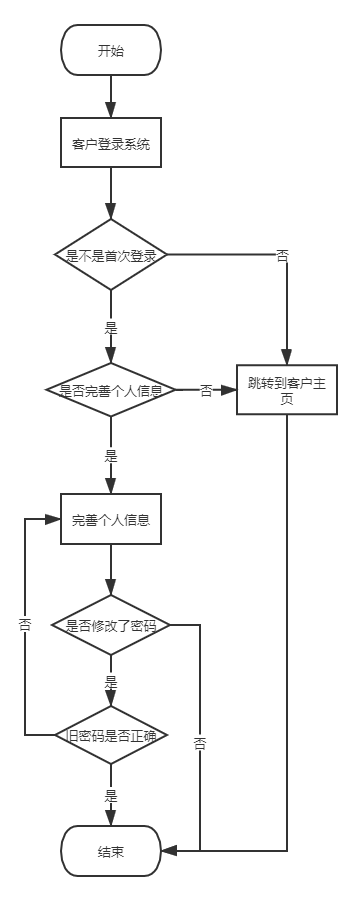 开始
客户登录系统
是不是首次登录
否
是
是否完善个人信息
否
跳转到客户主
页
是
完善个人信息
否
是否修改了密码
是
旧密码是否正确
否
是
结束